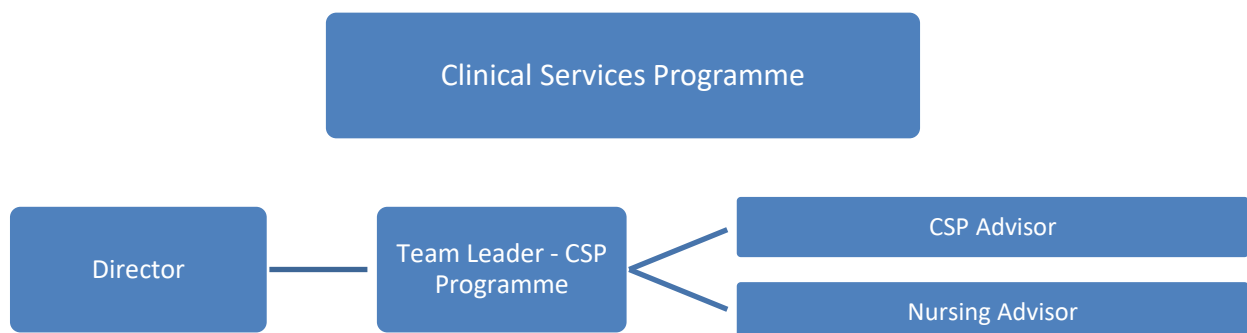 Clinical Services Programme
Director
Team Leader - CSP
Programme
CSP Advisor
Nursing Advisor